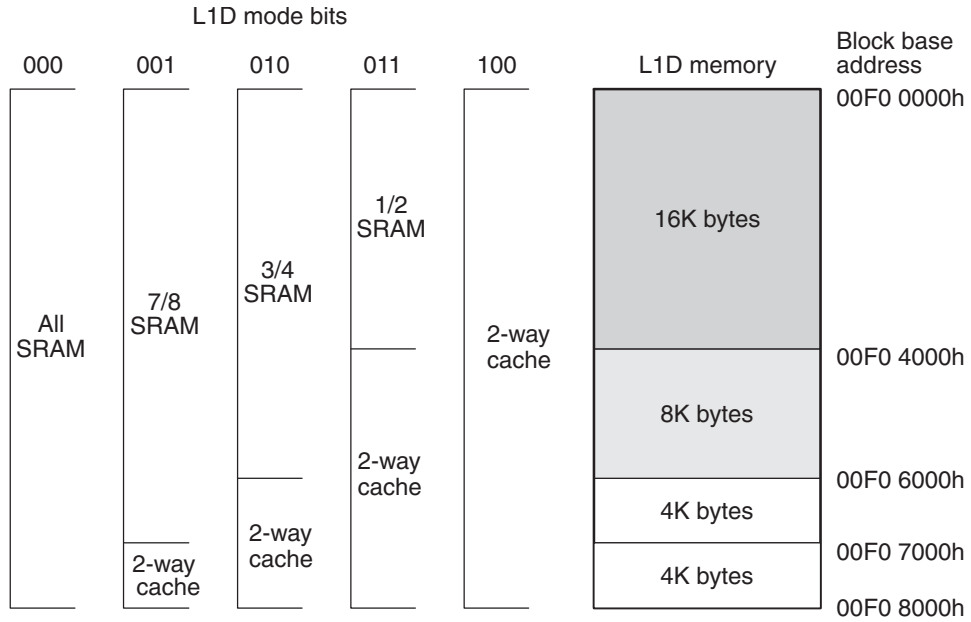 L1D mode bits
000 001 010 011 100 L1D memory
Block base
address
00F0 0000h
1/2
SRAM
16K bytes
3/4
SRAM
7/8
SRAM
All
SRAM
2-way
cache
00F0 4000h
8K bytes
2-way
cache
00F0 6000h
4K bytes
2-way
cache
00F0 7000h
2-way
cache
4K bytes
00F0 8000h